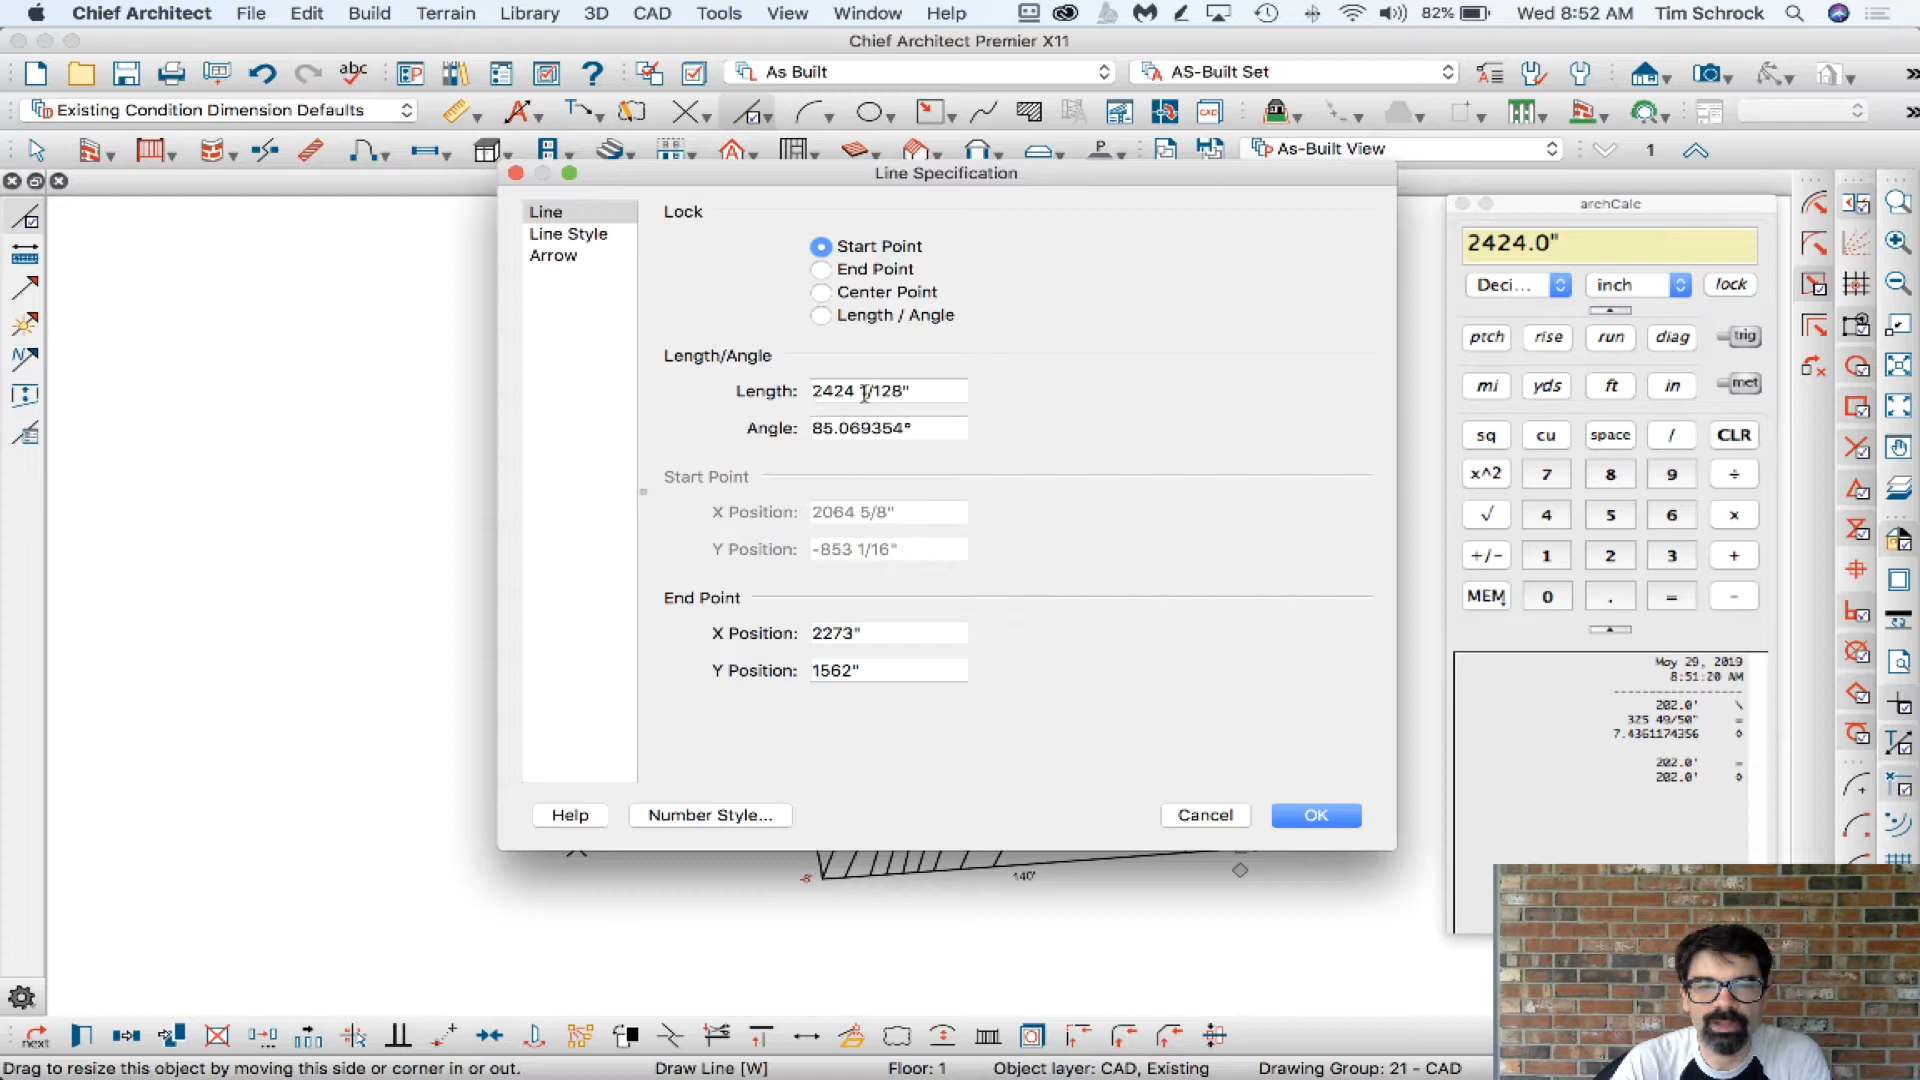 Chief Architect File Edit Build Terrain Library 3D CAD Tools View Window Help 82% Wed 8:52 AM Tim Schrock
Chief Architect Premier X11
abc As Built AS-Built Set
Existing Condition Dimension Defaults
As-Built View 1
Line Specification
Line
Line Style
Arrow
Lock
Start Point
End Point
Center Point
Length / Angle
Length/Angle
Length: 2424 1/128"
Angle: 85.069354°
Start Point
X Position: 2064 5/8"
Y Position: -853 1/16"
End Point
X Position: 2273"
Y Position: 1562"
Help Number Style... Cancel OK
archCalc
2424.0"
Deci... inch lock
ptch rise run diag trig
mi yds ft in met
sq cu space / CLR
x^2 7 8 9 ÷
√ 4 5 6 x
+/- 1 2 3 +
MEM 0 . = -
May 29, 2019
8:51:20 AM
202.0' \
325 49/50" =
7.4361174356 ◊
202.0' =
202.0' ◊
-8' 140'
next
Drag to resize this object by moving this side or corner in or out. Draw Line [W] Floor: 1 Object layer: CAD, Existing Drawing Group: 21 - CAD